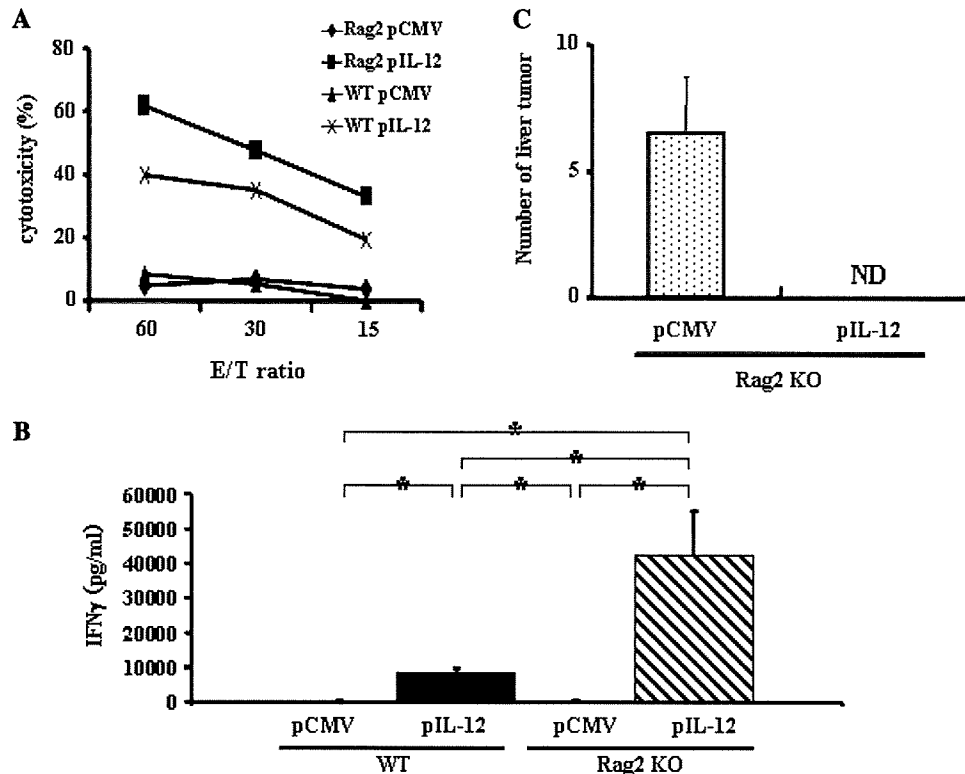 A
80
60
40
20
0
cytotoxicity (%)
60 30 15
E/T ratio
Rag2 pCMV
Rag2 pIL-12
WT pCMV
WT pIL-12
C
10
5
0
Number of liver tumor
ND
pCMV pIL-12
Rag2 KO
B
*
*
* * *
60000
50000
40000
30000
20000
10000
0
IFNγ (pg/ml)
pCMV pIL-12 pCMV pIL-12
WT Rag2 KO